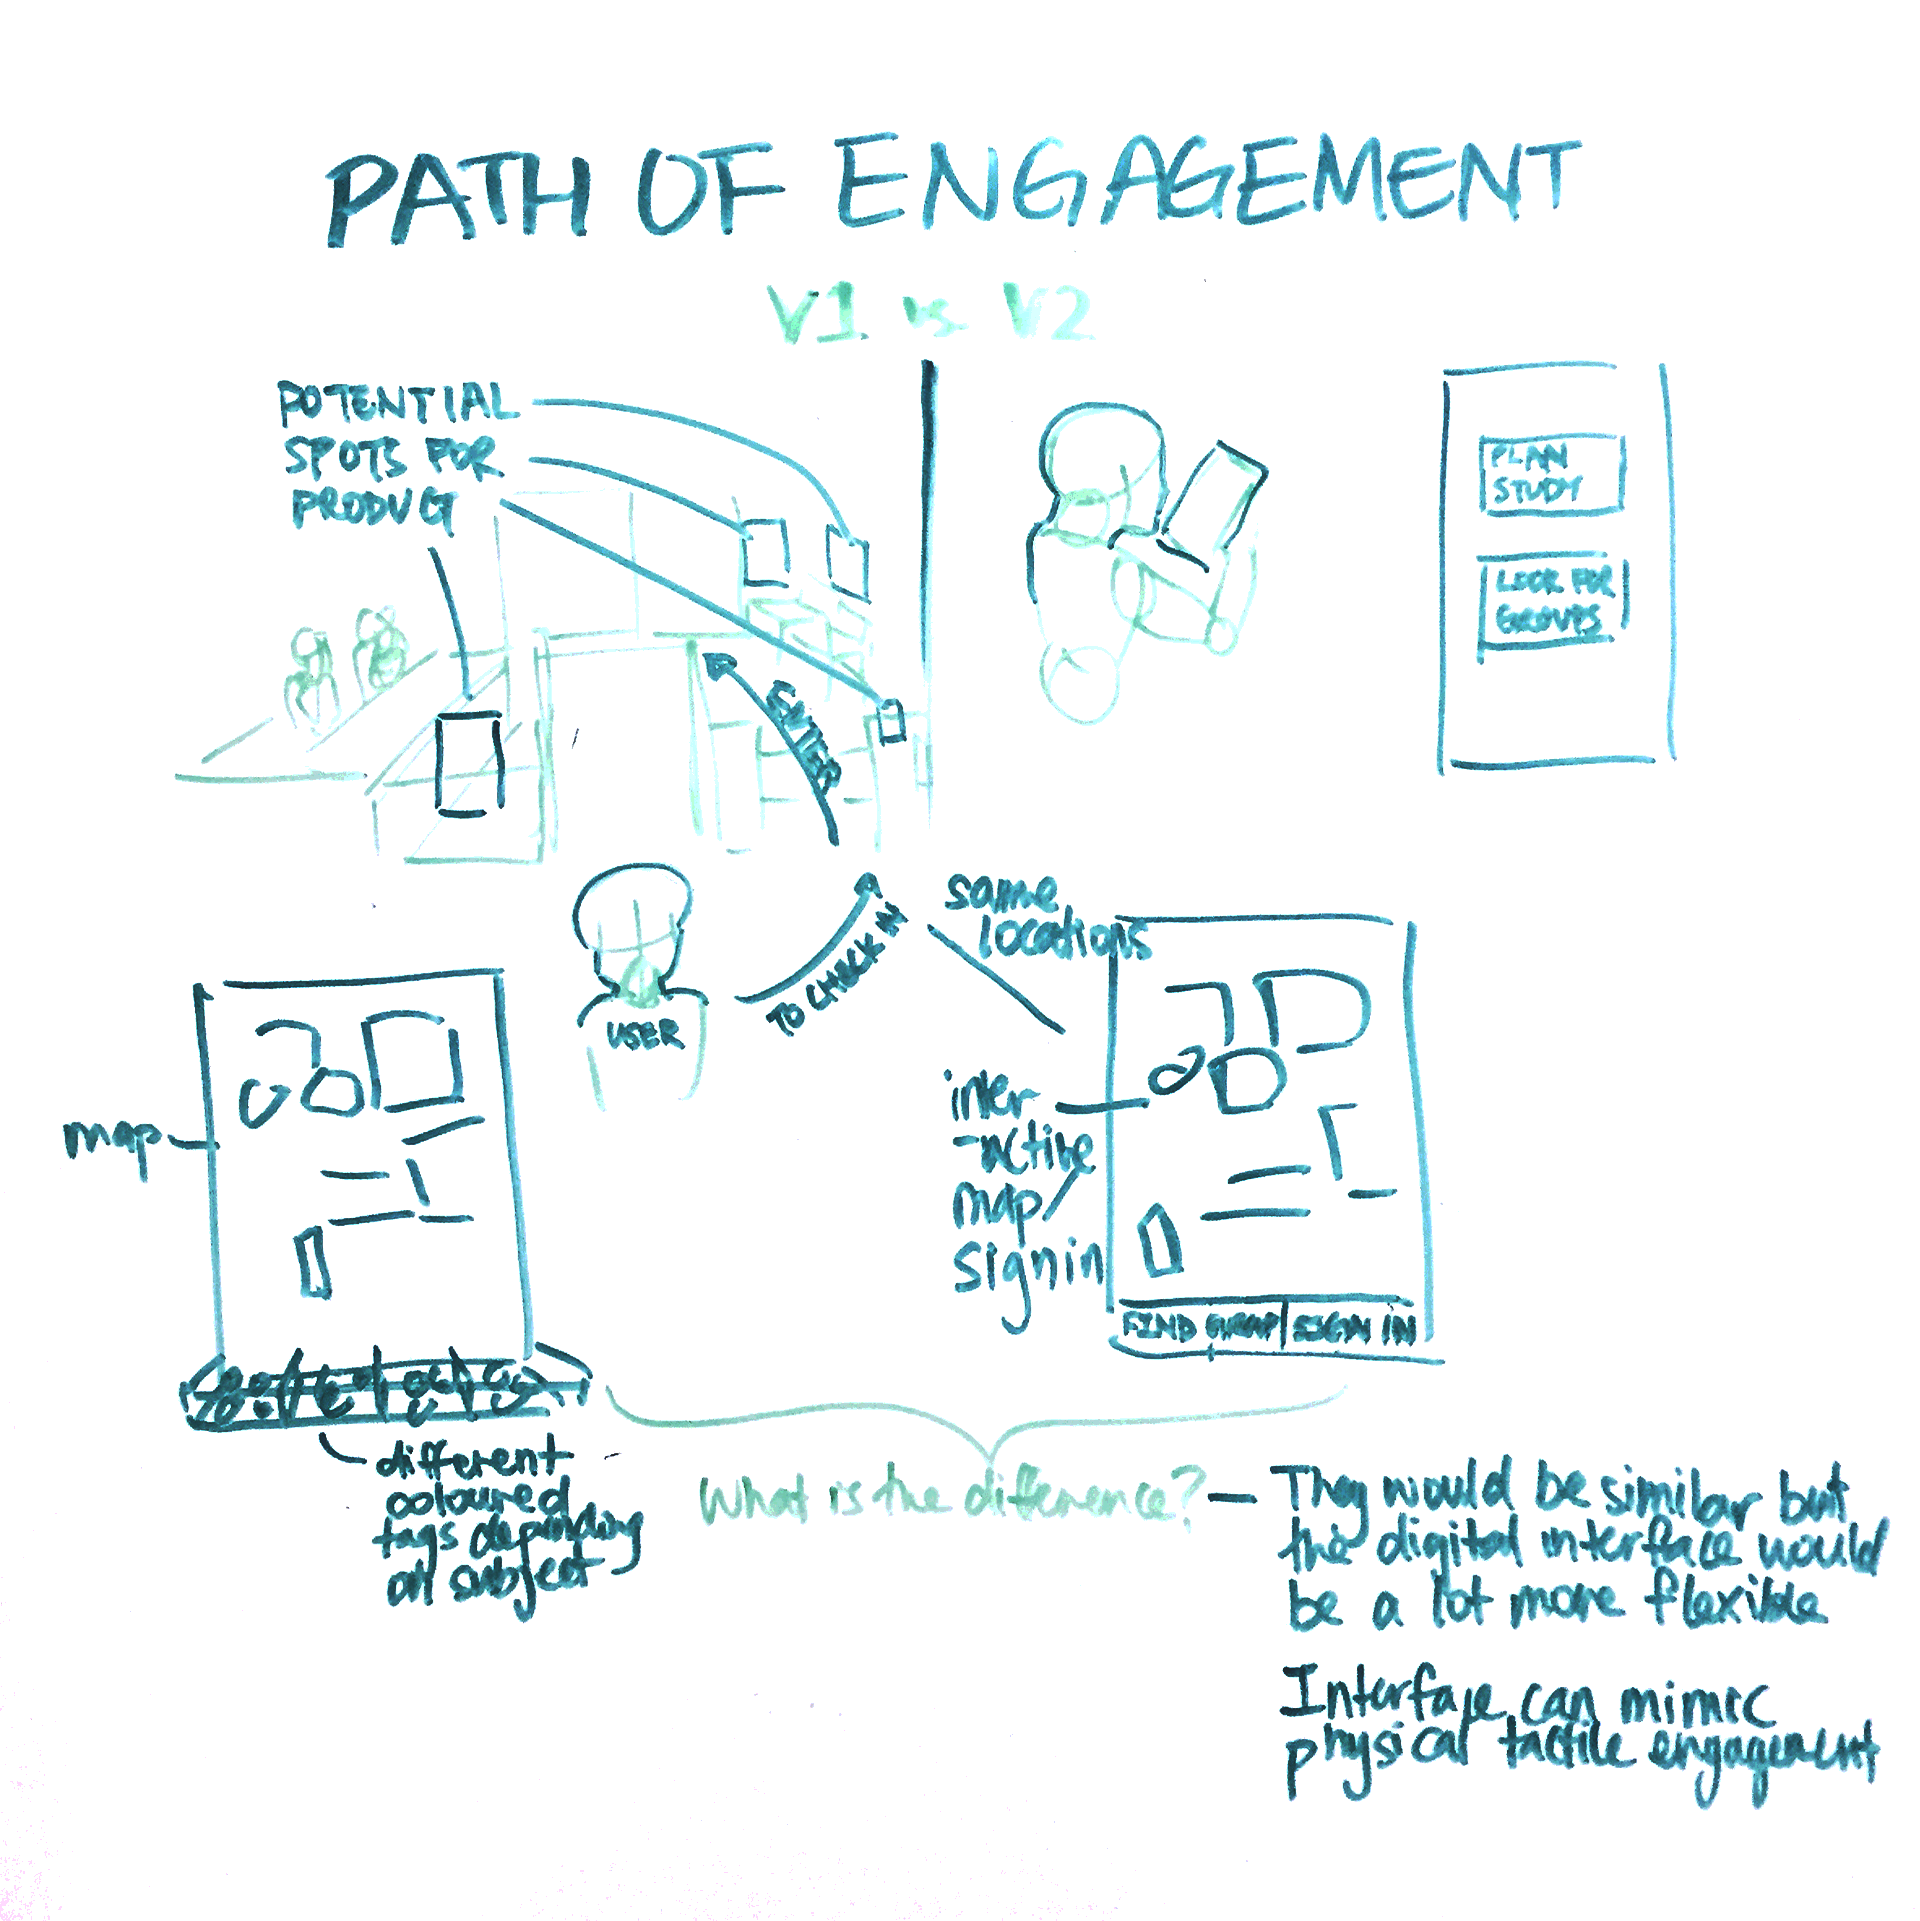 PATH OF ENGAGEMENT
V1 vs V2
POTENTIAL
SPOTS FOR
PRODUCT
ENTER
PLAN
STUDY
LOOK FOR
GROUPS
USER
TO CHECK IN
same
locations
map
inter
-active
map/
Sign in
FIND GROUP
SIGN IN
different
coloured
tags depending
on subject
What is the difference? —
They would be similar but
the digital interface would
be a lot more flexible
Interface can mimic
physical tactile engagement